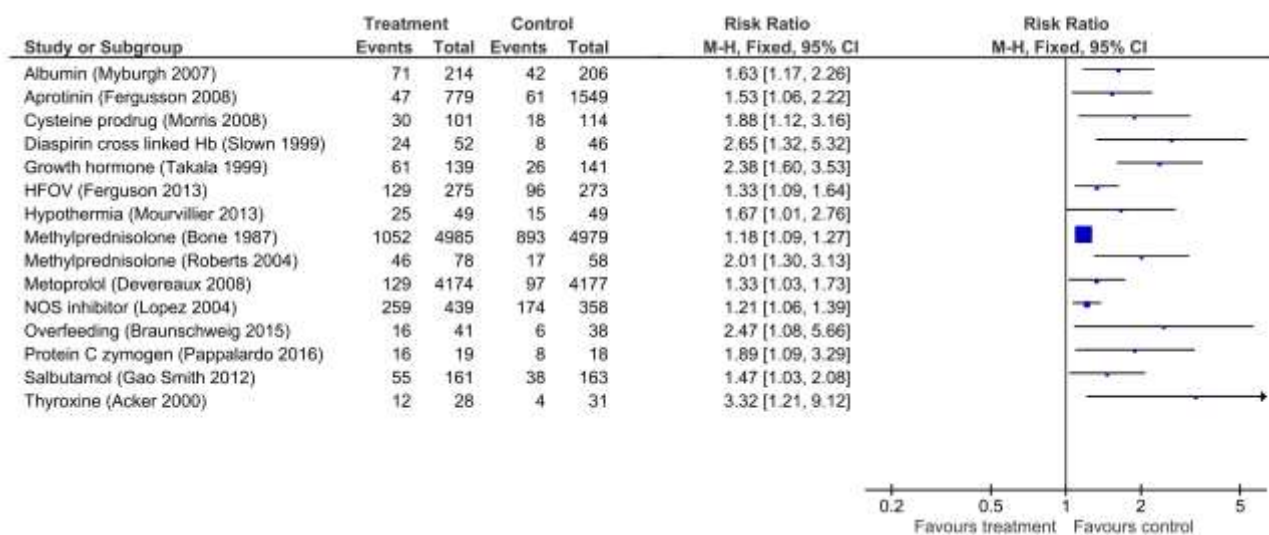 Treatment Control Risk Ratio Risk Ratio
Study or Subgroup Events Total Events Total M-H, Fixed, 95% CI M-H, Fixed, 95% CI
Albumin (Myburgh 2007) 71 214 42 206 1.63 [1.17, 2.26]
Aprotinin (Fergusson 2008) 47 779 61 1549 1.53 [1.06, 2.22]
Cysteine prodrug (Morris 2008) 30 101 18 114 1.88 [1.12, 3.16]
Diaspirin cross linked Hb (Slown 1999) 24 52 8 46 2.65 [1.32, 5.32]
Growth hormone (Takala 1999) 61 139 26 141 2.38 [1.60, 3.53]
HFOV (Ferguson 2013) 129 275 96 273 1.33 [1.09, 1.64]
Hypothermia (Mourvillier 2013) 25 49 15 49 1.67 [1.01, 2.76]
Methylprednisolone (Bone 1987) 1052 4985 893 4979 1.18 [1.09, 1.27]
Methylprednisolone (Roberts 2004) 46 78 17 58 2.01 [1.30, 3.13]
Metoprolol (Devereaux 2008) 129 4174 97 4177 1.33 [1.03, 1.73]
NOS inhibitor (Lopez 2004) 259 439 174 358 1.21 [1.06, 1.39]
Overfeeding (Braunschweig 2015) 16 41 6 38 2.47 [1.08, 5.66]
Protein C zymogen (Pappalardo 2016) 16 19 8 18 1.89 [1.09, 3.29]
Salbutamol (Gao Smith 2012) 55 161 38 163 1.47 [1.03, 2.08]
Thyroxine (Acker 2000) 12 28 4 31 3.32 [1.21, 9.12]
0.2 0.5 1 2 5
Favours treatment Favours control